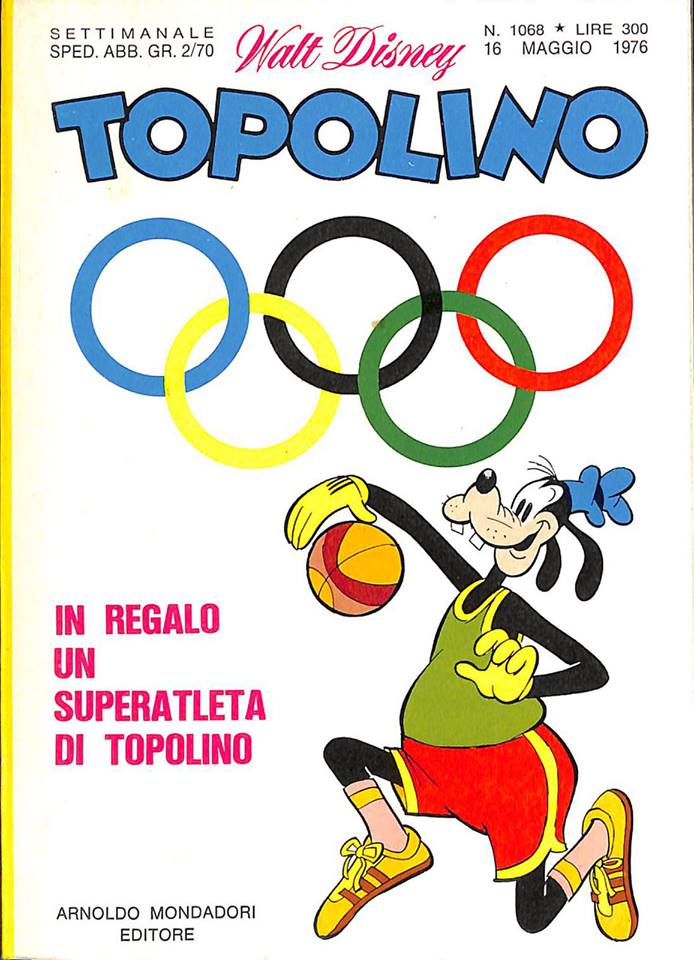 SETTIMANALE
SPED. ABB. GR. 2/70
Walt Disney
N. 1068 ★ LIRE 300
16 MAGGIO 1976
TOPOLINO
IN REGALO
UN
SUPERATLETA
DI TOPOLINO
ARNOLDO MONDADORI
EDITORE